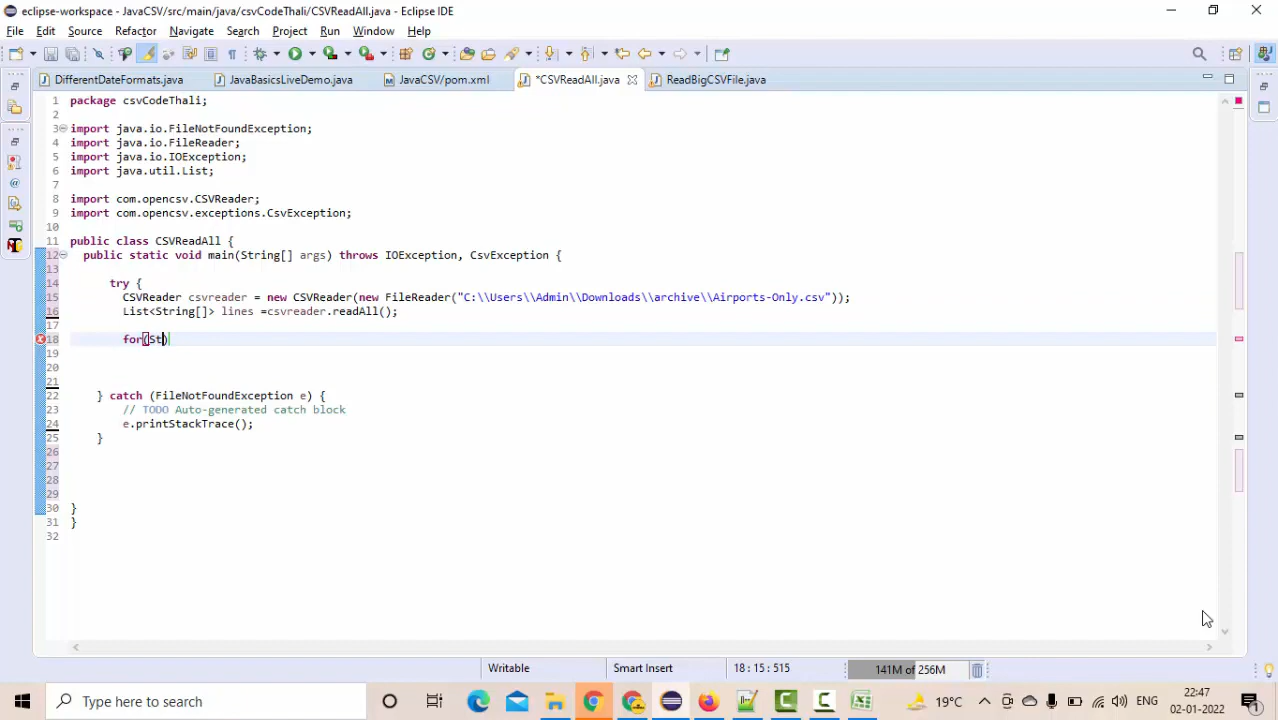 eclipse-workspace - JavaCSV/src/main/java/csvCodeThali/CSVReadAll.java - Eclipse IDE
File Edit Source Refactor Navigate Search Project Run Window Help
DifferentDateFormats.java JavaBasicsLiveDemo.java JavaCSV/pom.xml *CSVReadAll.java ReadBigCSVFile.java
1 package csvCodeThali;
2
3 import java.io.FileNotFoundException;
4 import java.io.FileReader;
5 import java.io.IOException;
6 import java.util.List;
7
8 import com.opencsv.CSVReader;
9 import com.opencsv.exceptions.CsvException;
10
11 public class CSVReadAll {
12 public static void main(String[] args) throws IOException, CsvException {
13
14 try {
15 CSVReader csvreader = new CSVReader(new FileReader("C:\\Users\\Admin\\Downloads\\archive\\Airports-Only.csv"));
16 List<String[]> lines =csvreader.readAll();
17
18 for(St)
19
20
21
22 } catch (FileNotFoundException e) {
23 // TODO Auto-generated catch block
24 e.printStackTrace();
25 }
26
27
28
29
30 }
31 }
32
Writable Smart Insert 18 : 15 : 515 141M of 256M
Type here to search 19°C ENG 22:47
02-01-2022 1